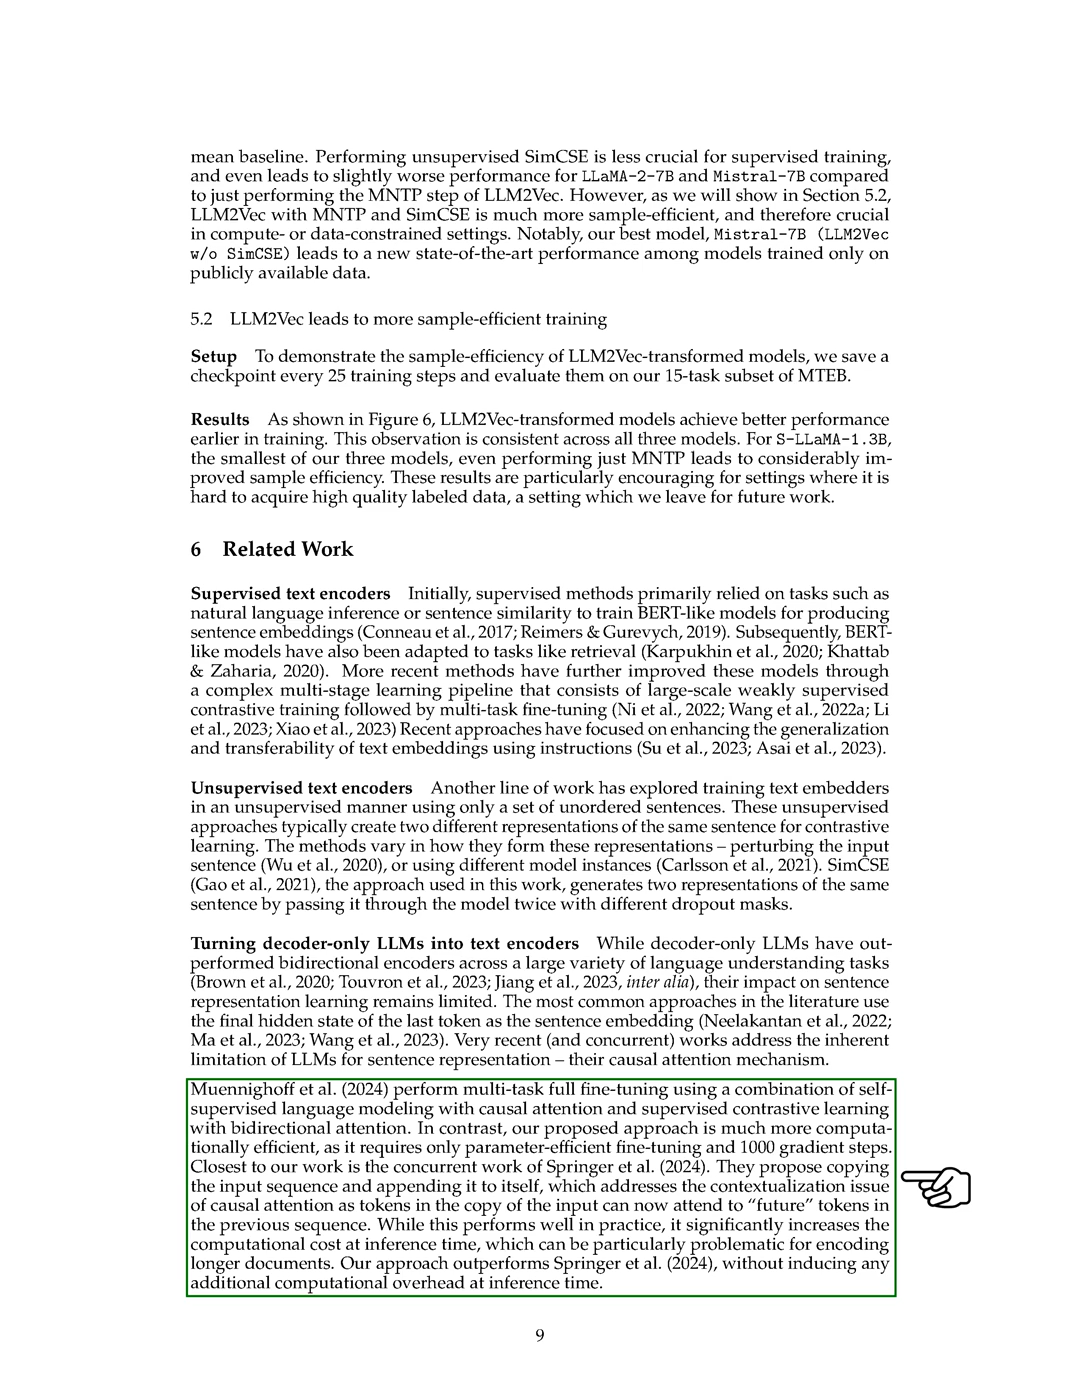 mean baseline. Performing unsupervised SimCSE is less crucial for supervised training,
and even leads to slightly worse performance for LLaMA-2-7B and Mistral-7B compared
to just performing the MNTP step of LLM2Vec. However, as we will show in Section 5.2,
LLM2Vec with MNTP and SimCSE is much more sample-efficient, and therefore crucial
in compute- or data-constrained settings. Notably, our best model, Mistral-7B (LLM2Vec
w/o SimCSE) leads to a new state-of-the-art performance among models trained only on
publicly available data.
5.2 LLM2Vec leads to more sample-efficient training
Setup To demonstrate the sample-efficiency of LLM2Vec-transformed models, we save a
checkpoint every 25 training steps and evaluate them on our 15-task subset of MTEB.
Results As shown in Figure 6, LLM2Vec-transformed models achieve better performance
earlier in training. This observation is consistent across all three models. For S-LLaMA-1.3B,
the smallest of our three models, even performing just MNTP leads to considerably im-
proved sample efficiency. These results are particularly encouraging for settings where it is
hard to acquire high quality labeled data, a setting which we leave for future work.
6 Related Work
Supervised text encoders Initially, supervised methods primarily relied on tasks such as
natural language inference or sentence similarity to train BERT-like models for producing
sentence embeddings (Conneau et al., 2017; Reimers & Gurevych, 2019). Subsequently, BERT-
like models have also been adapted to tasks like retrieval (Karpukhin et al., 2020; Khattab
& Zaharia, 2020). More recent methods have further improved these models through
a complex multi-stage learning pipeline that consists of large-scale weakly supervised
contrastive training followed by multi-task fine-tuning (Ni et al., 2022; Wang et al., 2022a; Li
et al., 2023; Xiao et al., 2023) Recent approaches have focused on enhancing the generalization
and transferability of text embeddings using instructions (Su et al., 2023; Asai et al., 2023).
Unsupervised text encoders Another line of work has explored training text embedders
in an unsupervised manner using only a set of unordered sentences. These unsupervised
approaches typically create two different representations of the same sentence for contrastive
learning. The methods vary in how they form these representations – perturbing the input
sentence (Wu et al., 2020), or using different model instances (Carlsson et al., 2021). SimCSE
(Gao et al., 2021), the approach used in this work, generates two representations of the same
sentence by passing it through the model twice with different dropout masks.
Turning decoder-only LLMs into text encoders While decoder-only LLMs have out-
performed bidirectional encoders across a large variety of language understanding tasks
(Brown et al., 2020; Touvron et al., 2023; Jiang et al., 2023, inter alia), their impact on sentence
representation learning remains limited. The most common approaches in the literature use
the final hidden state of the last token as the sentence embedding (Neelakantan et al., 2022;
Ma et al., 2023; Wang et al., 2023). Very recent (and concurrent) works address the inherent
limitation of LLMs for sentence representation – their causal attention mechanism.
Muennighoff et al. (2024) perform multi-task full fine-tuning using a combination of self-
supervised language modeling with causal attention and supervised contrastive learning
with bidirectional attention. In contrast, our proposed approach is much more computa-
tionally efficient, as it requires only parameter-efficient fine-tuning and 1000 gradient steps.
Closest to our work is the concurrent work of Springer et al. (2024). They propose copying
the input sequence and appending it to itself, which addresses the contextualization issue
of causal attention as tokens in the copy of the input can now attend to “future” tokens in
the previous sequence. While this performs well in practice, it significantly increases the
computational cost at inference time, which can be particularly problematic for encoding
longer documents. Our approach outperforms Springer et al. (2024), without inducing any
additional computational overhead at inference time.
9